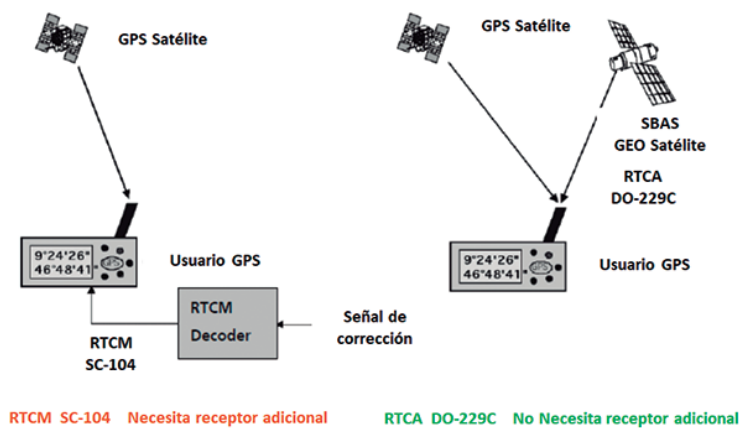 GPS Satélite
9°24'26"
46°48'41"
Usuario GPS
RTCM
Decoder
RTCM
SC-104
Señal de
corrección
RTCM SC-104 Necesita receptor adicional
GPS Satélite
SBAS
GEO Satélite
RTCA
DO-229C
9°24'26"
46°48'41"
Usuario GPS
RTCA DO-229C No Necesita receptor adicional